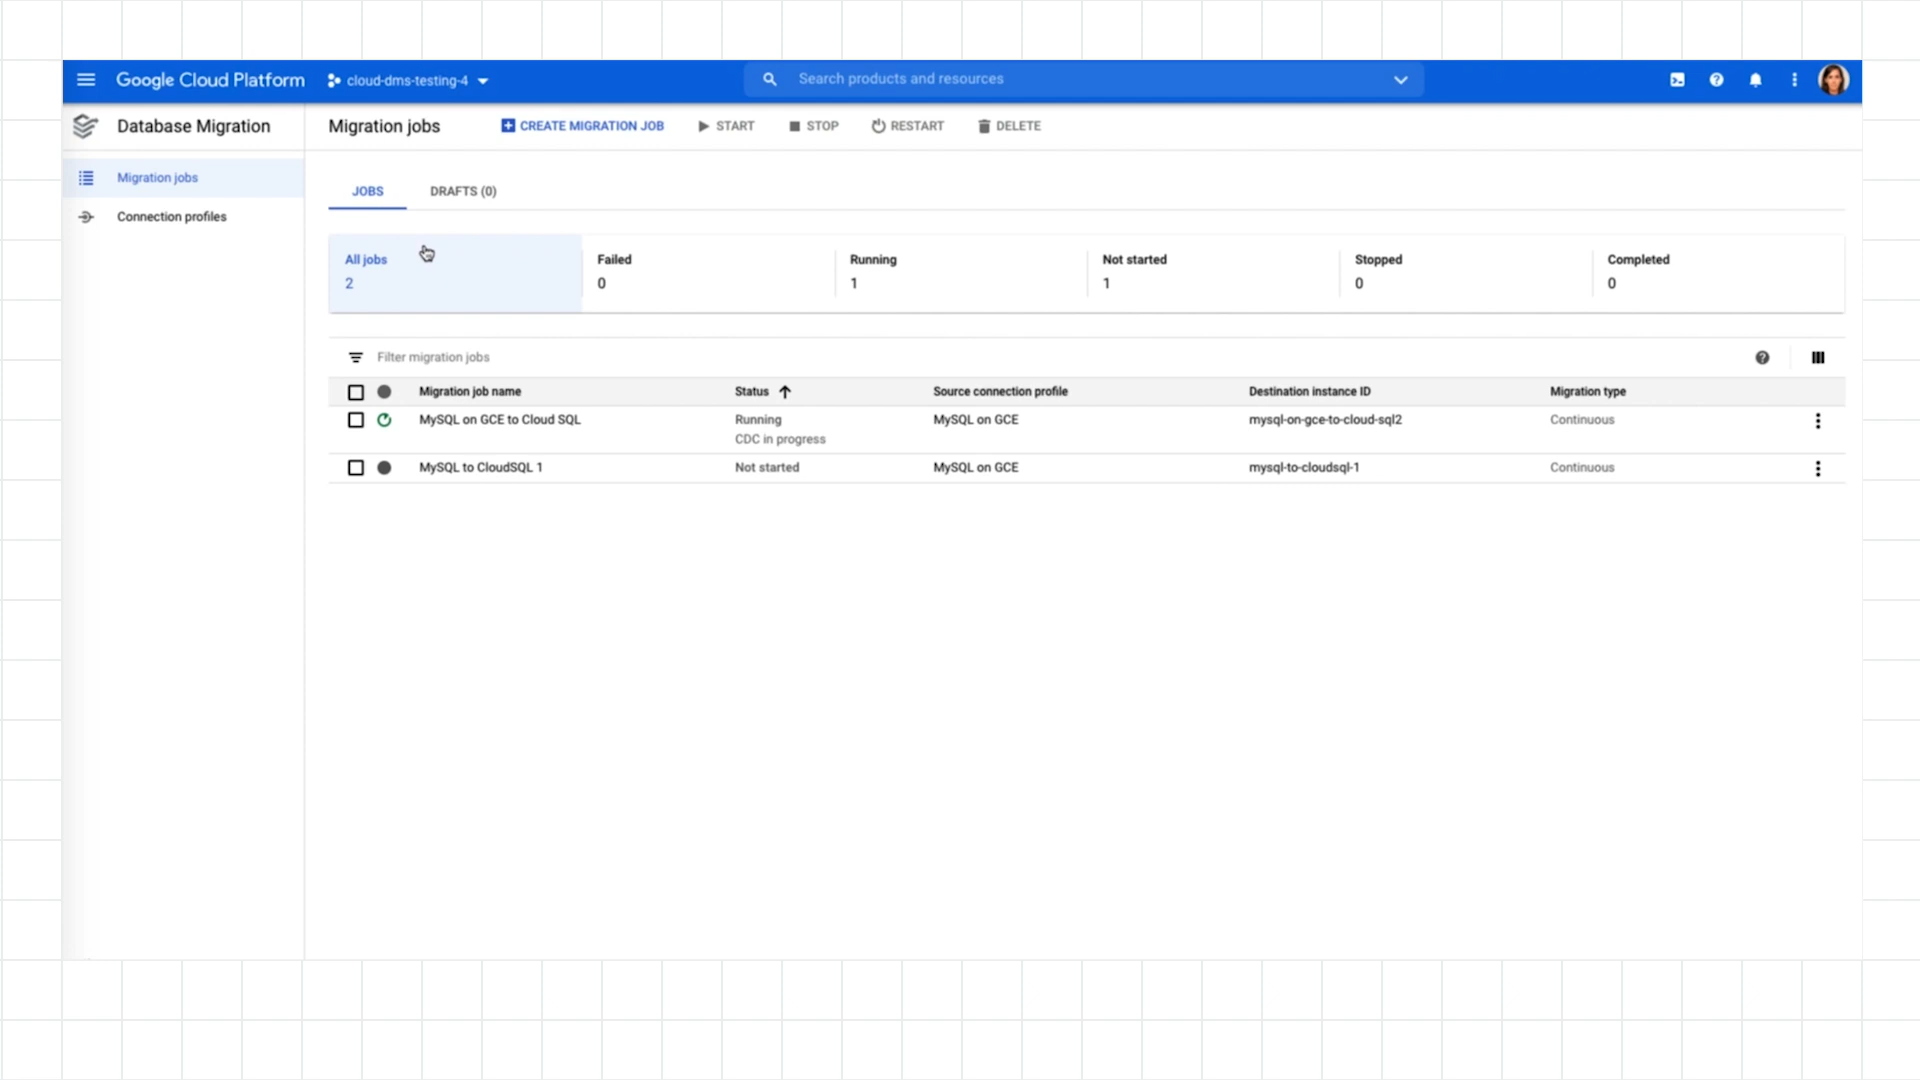 Google Cloud Platform cloud-dms-testing-4 Search products and resources
Database Migration Migration jobs CREATE MIGRATION JOB START STOP RESTART DELETE
Migration jobs
Connection profiles
JOBS DRAFTS (0)
All jobs Failed Running Not started Stopped Completed
2 0 1 1 0 0
Filter migration jobs
Migration job name Status Source connection profile Destination instance ID Migration type
MySQL on GCE to Cloud SQL Running MySQL on GCE mysql-on-gce-to-cloud-sql2 Continuous
CDC in progress
MySQL to CloudSQL 1 Not started MySQL on GCE mysql-to-cloudsql-1 Continuous